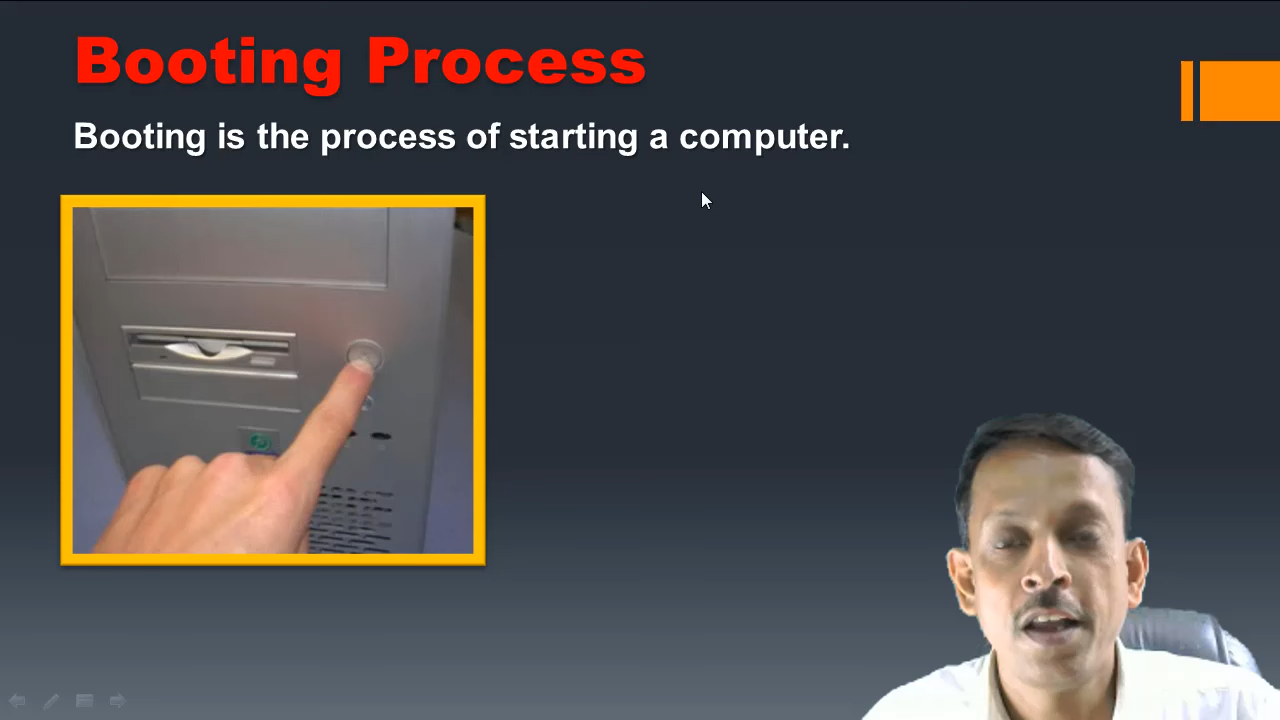 Booting Process
Booting is the process of starting a computer.